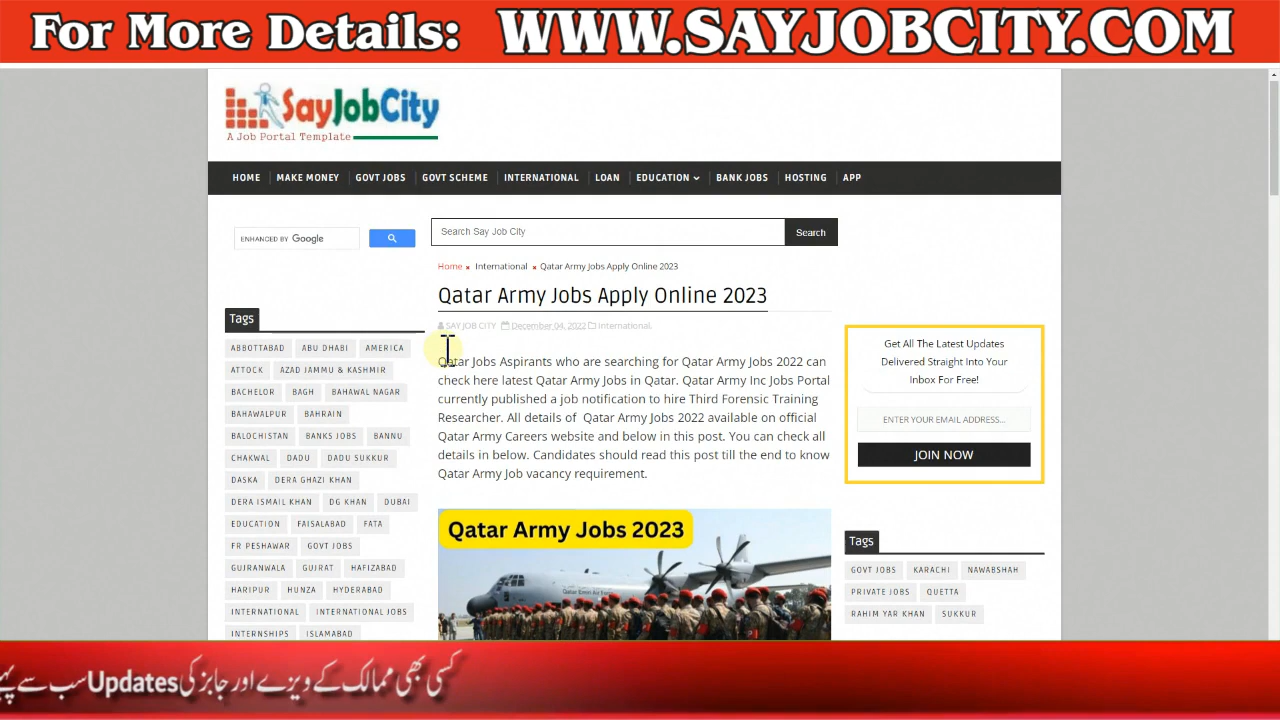 For More Details: WWW.SAYJOBCITY.COM
SayJobCity
A Job Portal Template
HOME MAKE MONEY GOVT JOBS GOVT SCHEME INTERNATIONAL LOAN EDUCATION BANK JOBS HOSTING APP
ENHANCED BY Google
Search Say Job City Search
Home International Qatar Army Jobs Apply Online 2023
Qatar Army Jobs Apply Online 2023
SAY JOB CITY December 04, 2022 International,
Qatar Jobs Aspirants who are searching for Qatar Army Jobs 2022 can
check here latest Qatar Army Jobs in Qatar. Qatar Army Inc Jobs Portal
currently published a job notification to hire Third Forensic Training
Researcher. All details of Qatar Army Jobs 2022 available on official
Qatar Army Careers website and below in this post. You can check all
details in below. Candidates should read this post till the end to know
Qatar Army Job vacancy requirement.
Qatar Army Jobs 2023
Qatar Emiri Air Force
Tags
ABBOTTABAD ABU DHABI AMERICA
ATTOCK AZAD JAMMU & KASHMIR
BACHELOR BAGH BAHAWAL NAGAR
BAHAWALPUR BAHRAIN
BALOCHISTAN BANKS JOBS BANNU
CHAKWAL DADU DADU SUKKUR
DASKA DERA GHAZI KHAN
DERA ISMAIL KHAN DG KHAN DUBAI
EDUCATION FAISALABAD FATA
FR PESHAWAR GOVT JOBS
GUJRANWALA GUJRAT HAFIZABAD
HARIPUR HUNZA HYDERABAD
INTERNATIONAL INTERNATIONAL JOBS
INTERNSHIPS ISLAMABAD
Get All The Latest Updates
Delivered Straight Into Your
Inbox For Free!
ENTER YOUR EMAIL ADDRESS...
JOIN NOW
Tags
GOVT JOBS KARACHI NAWABSHAH
PRIVATE JOBS QUETTA
RAHIM YAR KHAN SUKKUR
کسی بھی ممالک کے ویزے اور جابز کی Updates سب سے